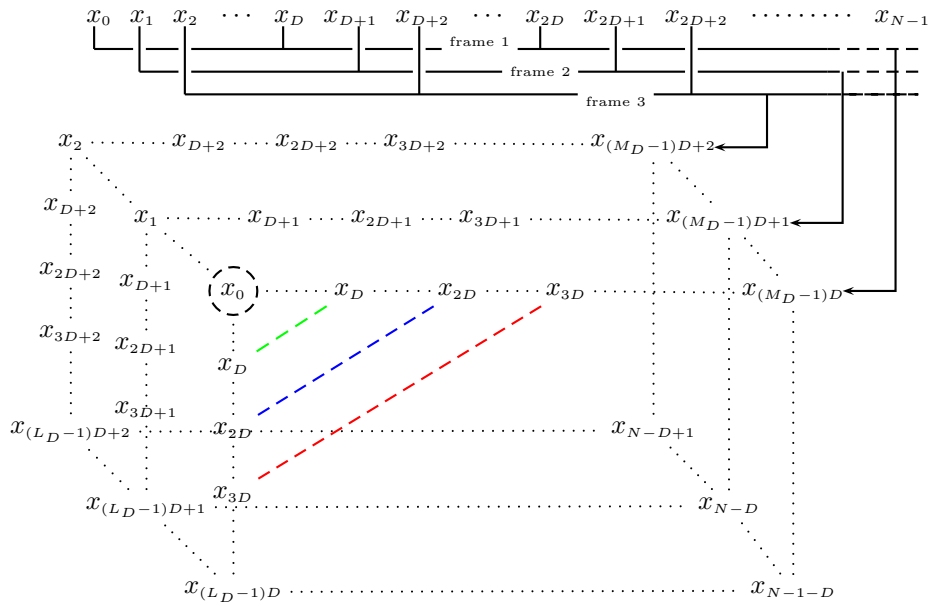 x_0 x_1 x_2 ··· x_D x_{D+1} x_{D+2} ··· x_{2D} x_{2D+1} x_{2D+2} ········· x_{N−1}
frame 1
frame 2
frame 3
x_2 x_{D+2} x_{2D+2} x_{3D+2} x_{(M_D−1)D+2}
x_{D+2} x_1 x_{D+1} x_{2D+1} x_{3D+1} x_{(M_D−1)D+1}
x_{2D+2} x_{D+1} x_0 x_D x_{2D} x_{3D} x_{(M_D−1)D}
x_{3D+2} x_{2D+1} x_D
x_{3D+1}
x_{(L_D−1)D+2} x_{2D} x_{N−D+1}
x_{3D}
x_{(L_D−1)D+1} x_{N−D}
x_{(L_D−1)D} x_{N−1−D}